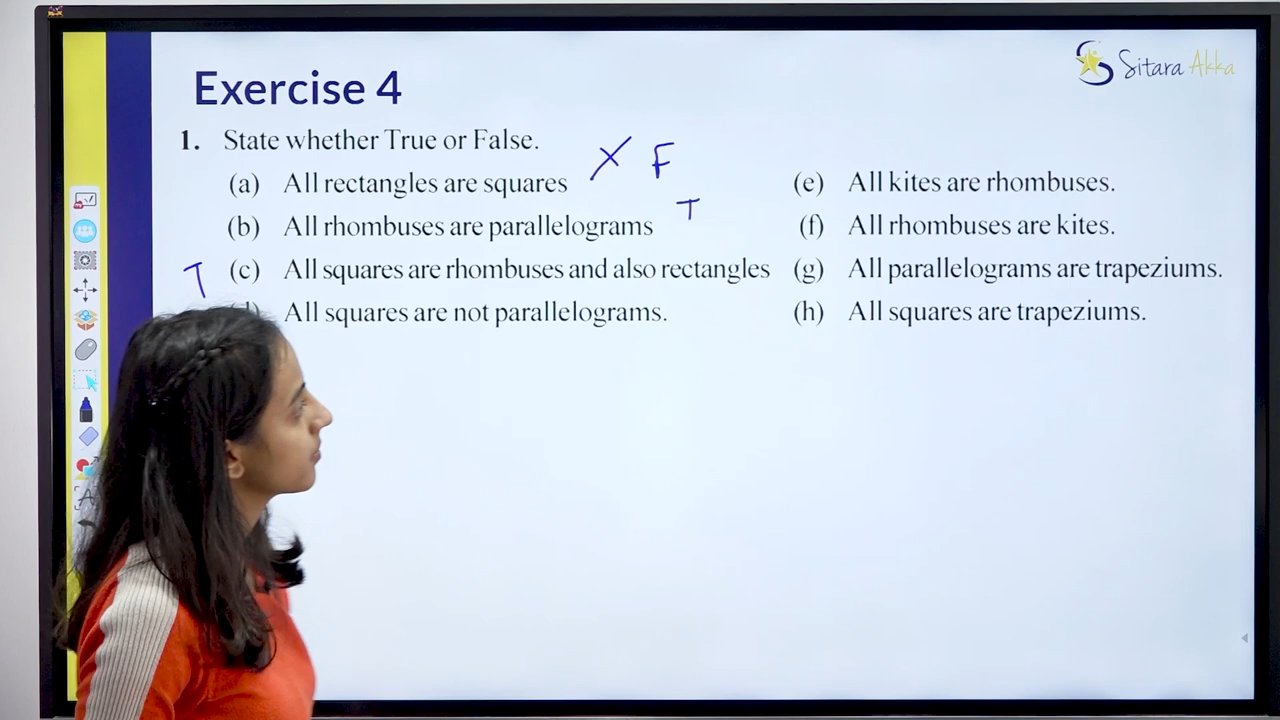 Sitara Akka
Exercise 4
1. State whether True or False.
(a) All rectangles are squares X F
(b) All rhombuses are parallelograms T
T (c) All squares are rhombuses and also rectangles
All squares are not parallelograms.
(e) All kites are rhombuses.
(f) All rhombuses are kites.
(g) All parallelograms are trapeziums.
(h) All squares are trapeziums.